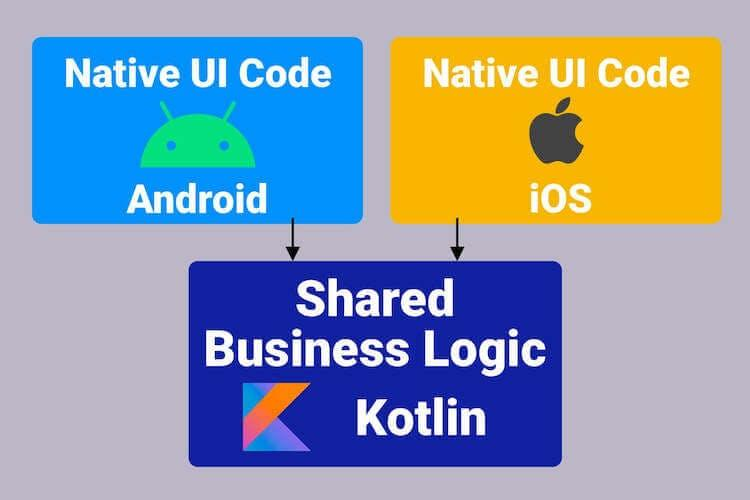 Native UI Code
Android
Native UI Code
iOS
Shared
Business Logic
Kotlin